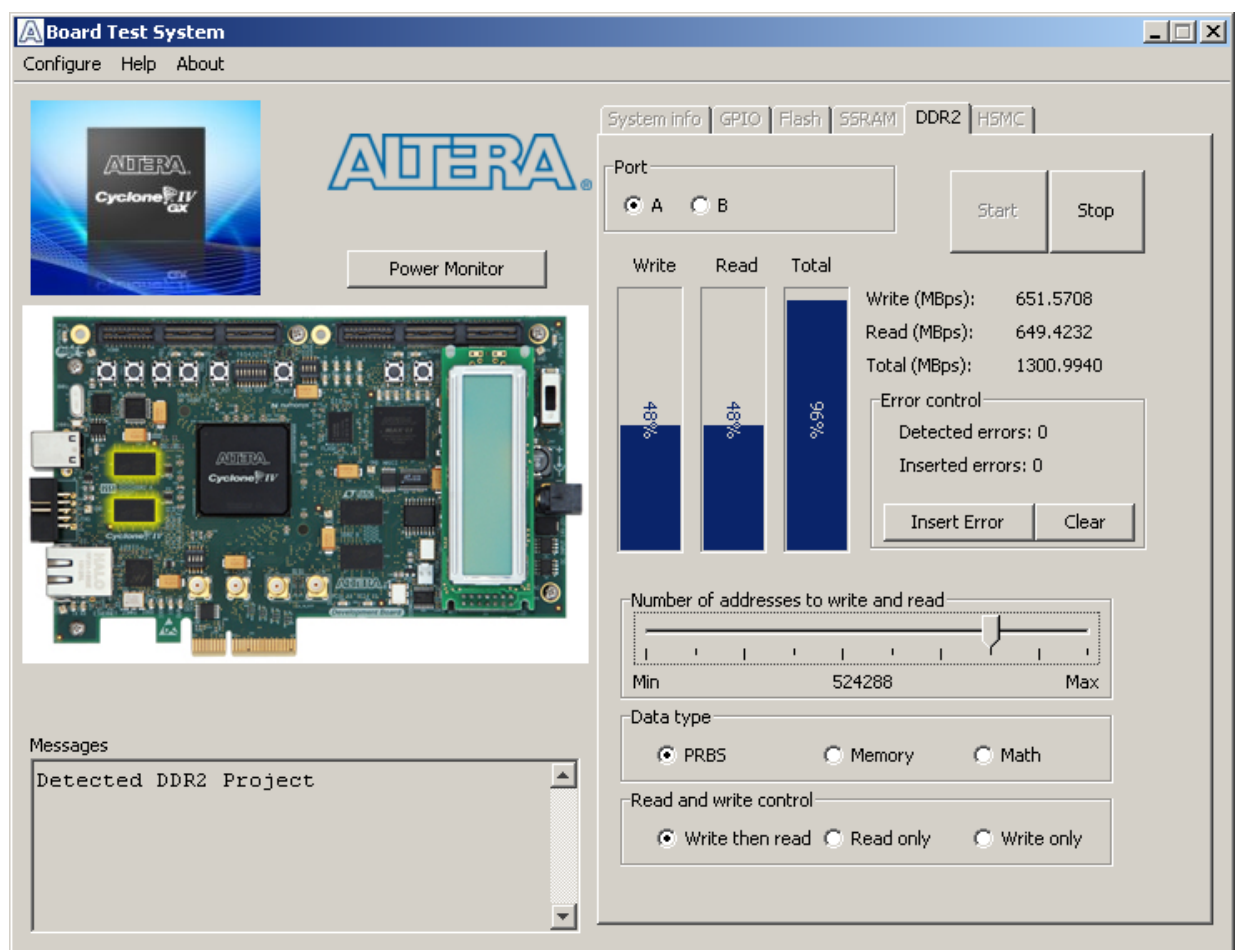 Board Test System
Configure Help About
ALTERA
Cyclone IV
GX
ALTERA®
Power Monitor
ALTERA
Cyclone IV
ALTERA
Development Board
Messages
Detected DDR2 Project
System info GPIO Flash SSRAM DDR2 HSMC
Port
A B
Start Stop
Write Read Total
48% 48% 96%
Write (MBps): 651.5708
Read (MBps): 649.4232
Total (MBps): 1300.9940
Error control
Detected errors: 0
Inserted errors: 0
Insert Error Clear
Number of addresses to write and read
Min 524288 Max
Data type
PRBS Memory Math
Read and write control
Write then read Read only Write only